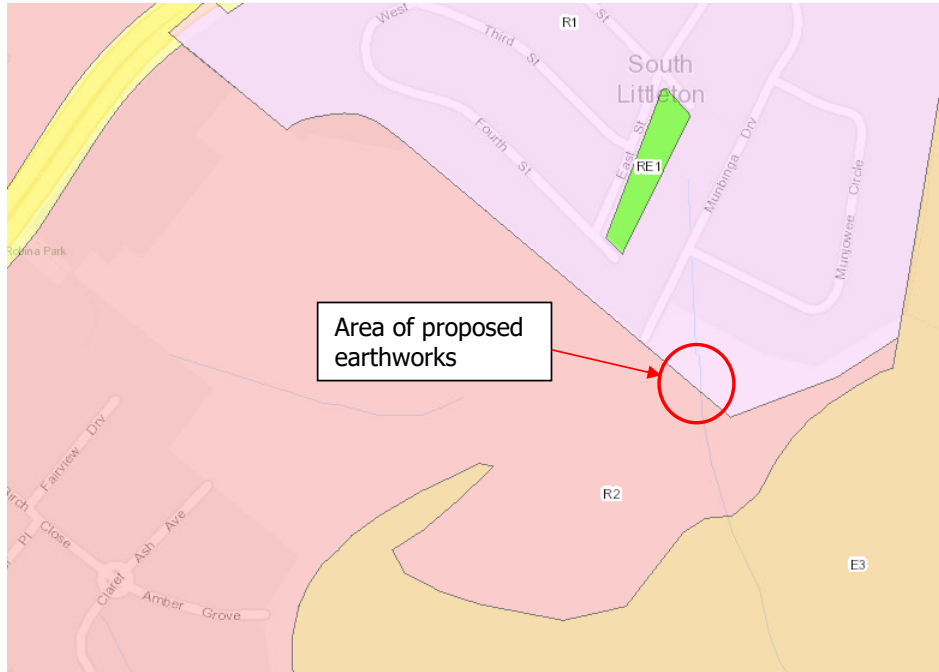 West
St
R1
Third St
South
Littleton
Fourth St
East St
RE1
Munbinga Drv
Munjowee Circle
Robina Park
Area of proposed
earthworks
R2
E3
Fairview Drv
Birch Close
Pl
Ash Ave
Claret
Amber Grove